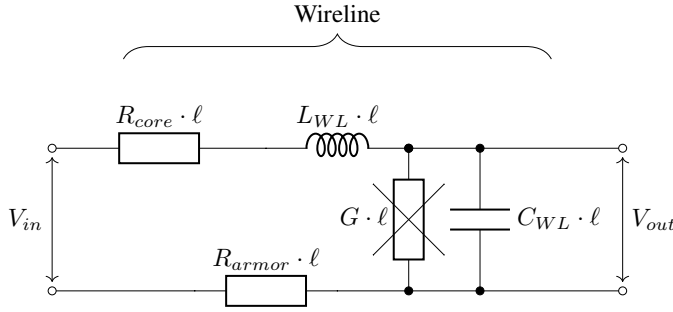 Wireline
R_{core} · ℓ
L_{WL} · ℓ
V_{in}
G · ℓ
C_{WL} · ℓ
V_{out}
R_{armor} · ℓ